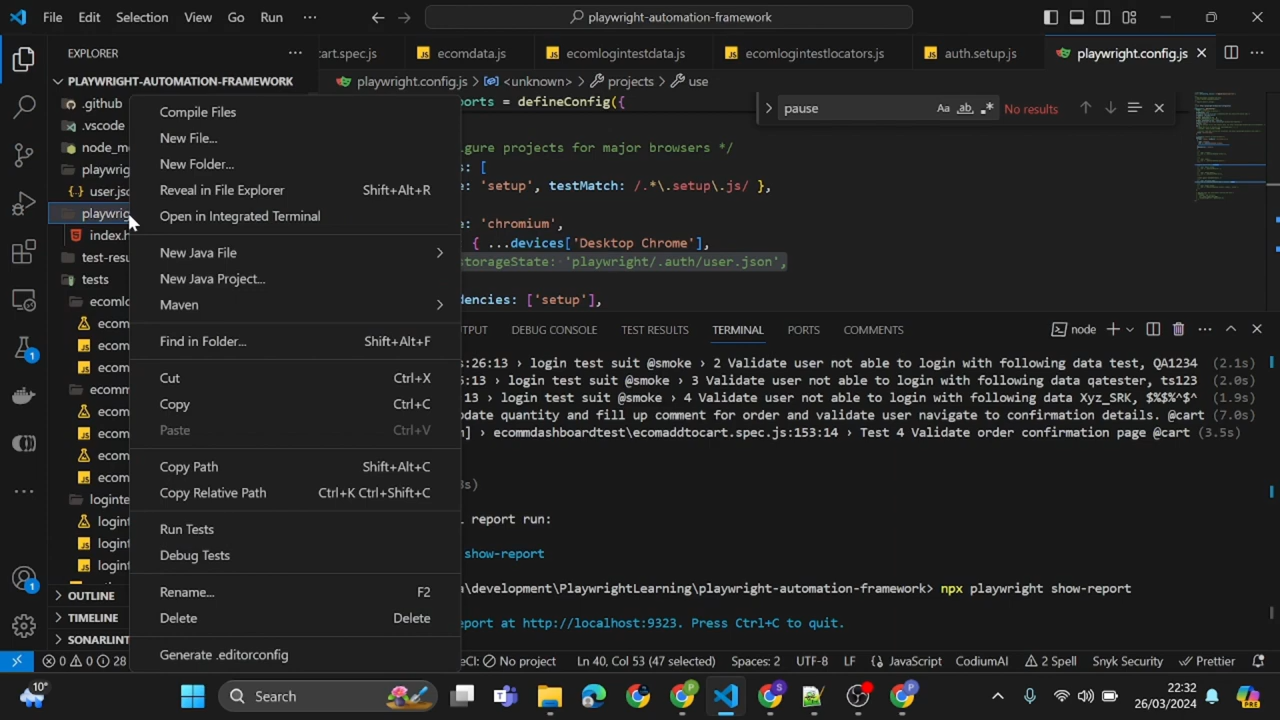 File Edit Selection View Go Run ··· playwright-automation-framework
EXPLORER ··· cart.spec.js ecomdata.js ecomlogintestdata.js ecomlogintestlocators.js auth.setup.js playwright.config.js
PLAYWRIGHT-AUTOMATION-FRAMEWORK playwright.config.js > <unknown> > projects > use
.github
.vscode
node_m
playwrig
user.jso
playwrig
index.h
test-resu
tests
ecomlo
ecom
ecom
ecom
ecomm
ecom
ecom
ecom
ecom
loginte
logint
logint
logint
OUTLINE
TIMELINE
SONARLINT
Compile Files
New File...
New Folder...
Reveal in File Explorer Shift+Alt+R
Open in Integrated Terminal
New Java File
New Java Project...
Maven
Find in Folder... Shift+Alt+F
Cut Ctrl+X
Copy Ctrl+C
Paste Ctrl+V
Copy Path Shift+Alt+C
Copy Relative Path Ctrl+K Ctrl+Shift+C
Run Tests
Debug Tests
Rename... F2
Delete Delete
Generate .editorconfig
orts = defineConfig({
pause Aa ab .* No results
gure projects for major browsers */
: [
: 'setup', testMatch: /.*\.setup\.js/ },
: 'chromium',
{ ...devices['Desktop Chrome'],
storageState: 'playwright/.auth/user.json',
ndencies: ['setup'],
TPUT DEBUG CONSOLE TEST RESULTS TERMINAL PORTS COMMENTS node
:26:13 › login test suit @smoke › 2 Validate user not able to login with following data test, QA1234 (2.1s)
6:13 › login test suit @smoke › 3 Validate user not able to login with following data qatester, ts123 (2.0s)
13 › login test suit @smoke › 4 Validate user not able to login with following data Xyz_SRK, $%$%^$^ (1.9s)
date quantity and fill up comment for order and validate user navigate to confirmation details. @cart (7.0s)
m] › ecommdashboardtest\ecomaddtocart.spec.js:153:14 › Test 4 Validate order confirmation page @cart (3.5s)
s)
l report run:
show-report
\development\PlaywrightLearning\playwright-automation-framework> npx playwright show-report
port at http://localhost:9323. Press Ctrl+C to quit.
0 0 28 CI: No project Ln 40, Col 53 (47 selected) Spaces: 2 UTF-8 LF JavaScript CodiumAI 2 Spell Snyk Security Prettier
10° Search 22:32
26/03/2024